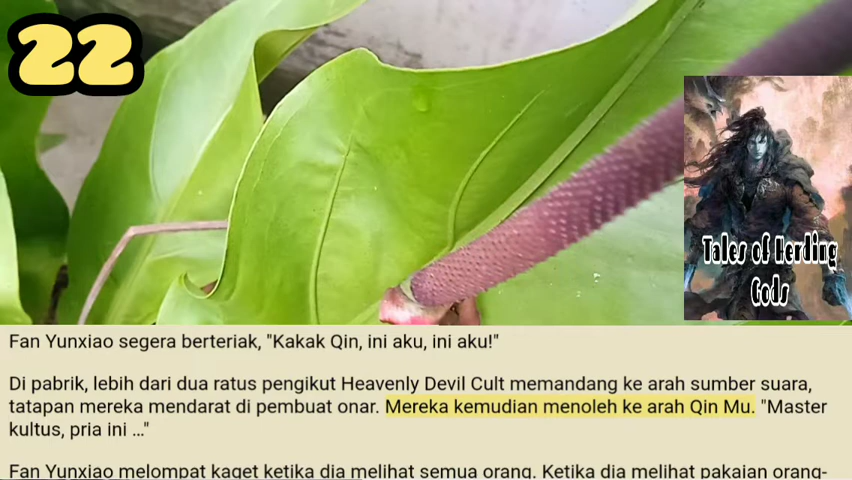 22
Tales of Herding
Gods
Fan Yunxiao segera berteriak, "Kakak Qin, ini aku, ini aku!"
Di pabrik, lebih dari dua ratus pengikut Heavenly Devil Cult memandang ke arah sumber suara,
tatapan mereka mendarat di pembuat onar. Mereka kemudian menoleh ke arah Qin Mu. "Master
kultus, pria ini ..."
Fan Yunxiao melompat kaget ketika dia melihat semua orang. Ketika dia melihat pakaian orang-